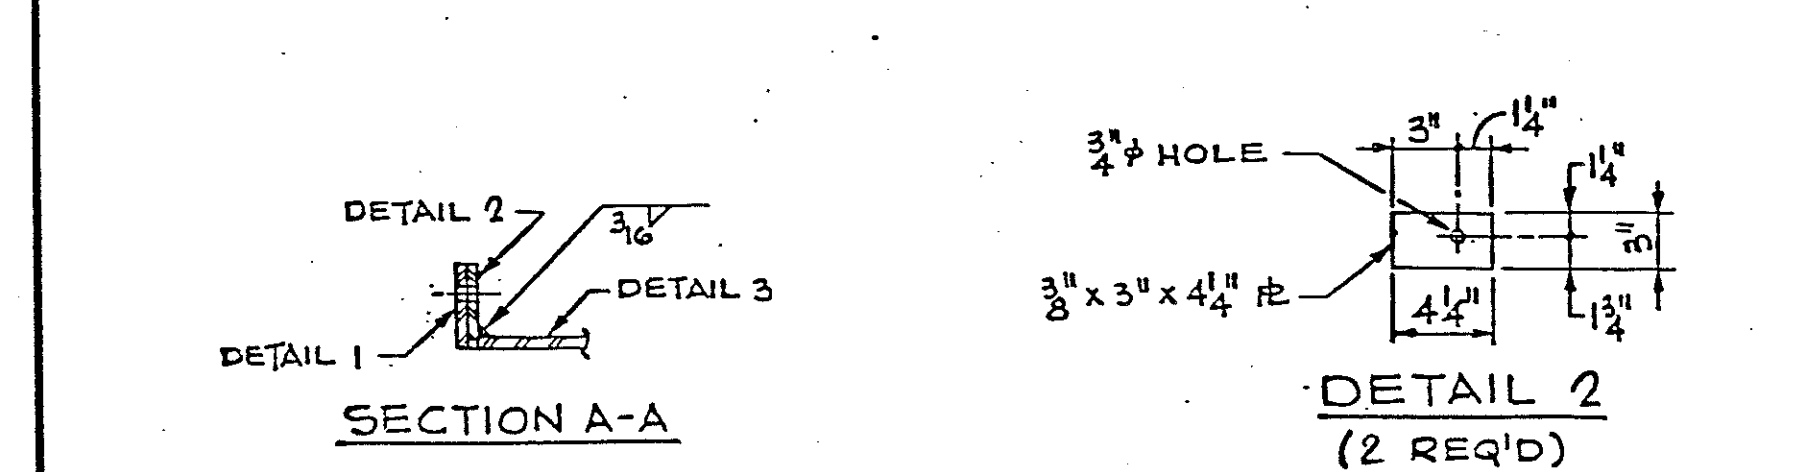 DETAIL 2
3/16
DETAIL 3
DETAIL 1
SECTION A-A
3" 1 1/4"
3/4" ⌀ HOLE
1 1/4"
3"
3/8" x 3" x 4 1/4" PL
4 1/4"
1 3/4"
DETAIL 2
(2 REQ'D)